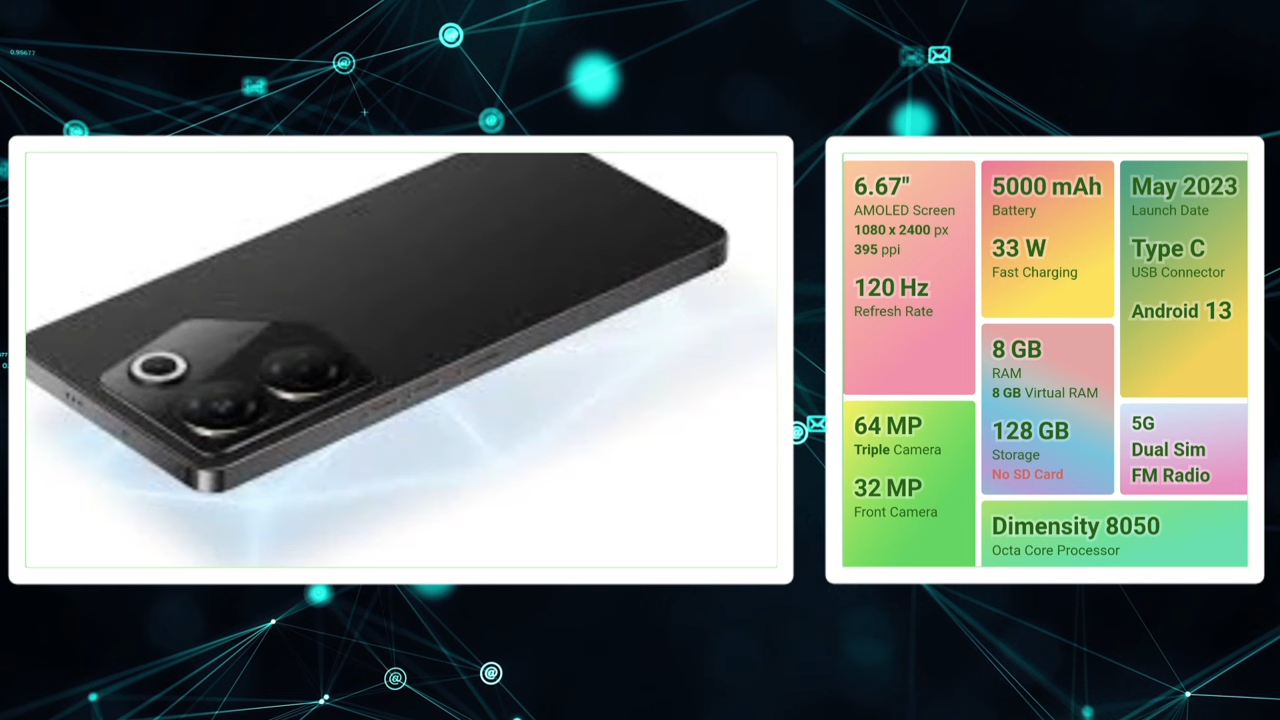 0.95677
6.67"
AMOLED Screen
1080 x 2400 px
395 ppi
120 Hz
Refresh Rate
64 MP
Triple Camera
32 MP
Front Camera
5000 mAh
Battery
33 W
Fast Charging
8 GB
RAM
8 GB Virtual RAM
128 GB
Storage
No SD Card
May 2023
Launch Date
Type C
USB Connector
Android 13
5G
Dual Sim
FM Radio
Dimensity 8050
Octa Core Processor